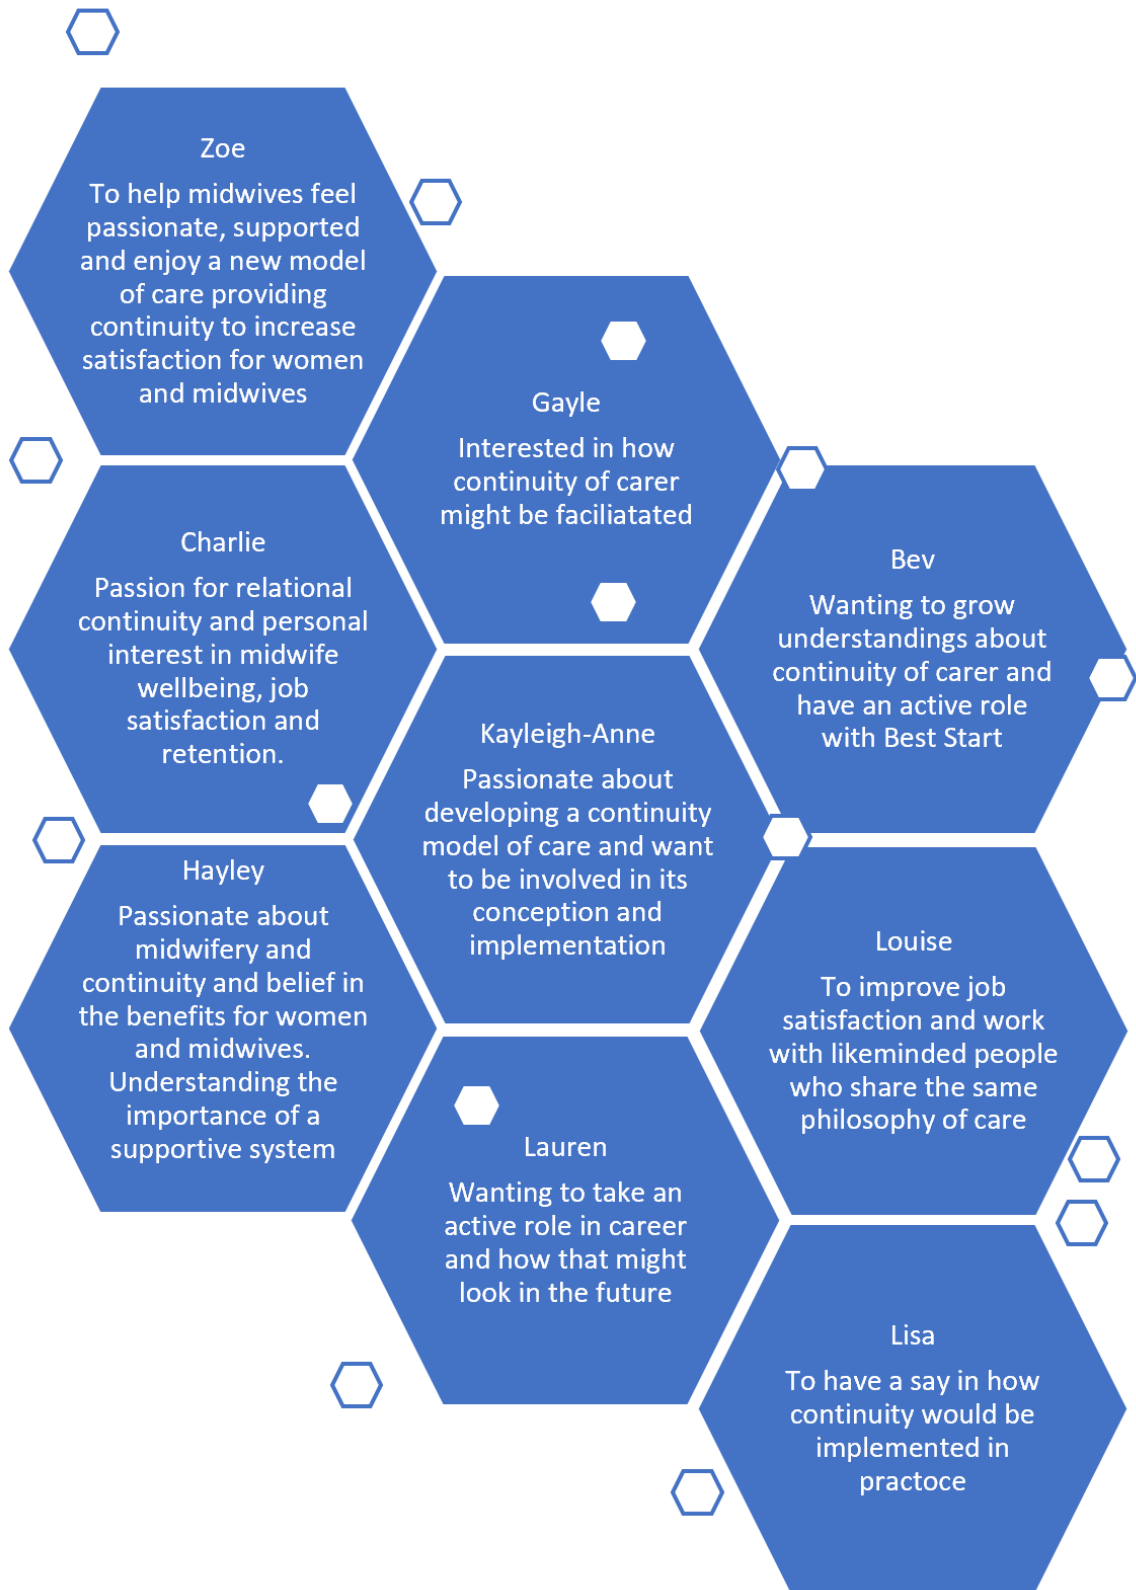 Zoe
To help midwives feel
passionate, supported
and enjoy a new model
of care providing
continuity to increase
satisfaction for women
and midwives
Gayle
Interested in how
continuity of carer
might be faciliatated
Charlie
Passion for relational
continuity and personal
interest in midwife
wellbeing, job
satisfaction and
retention.
Bev
Wanting to grow
understandings about
continuity of carer and
have an active role
with Best Start
Kayleigh-Anne
Passionate about
developing a continuity
model of care and want
to be involved in its
conception and
implementation
Hayley
Passionate about
midwifery and
continuity and belief in
the benefits for women
and midwives.
Understanding the
importance of a
supportive system
Louise
To improve job
satisfaction and work
with likeminded people
who share the same
philosophy of care
Lauren
Wanting to take an
active role in career
and how that might
look in the future
Lisa
To have a say in how
continuity would be
implemented in
practoce